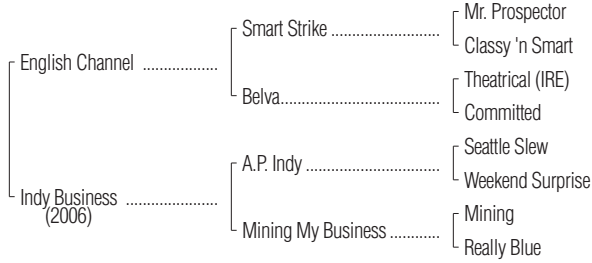 Mr. Prospector
Smart Strike ....................
Classy 'n Smart
English Channel ..................
Theatrical (IRE)
Belva.............................
Committed
Seattle Slew
A.P. Indy ........................
Weekend Surprise
Indy Business ......................
(2006)
Mining
Mining My Business ............
Really Blue